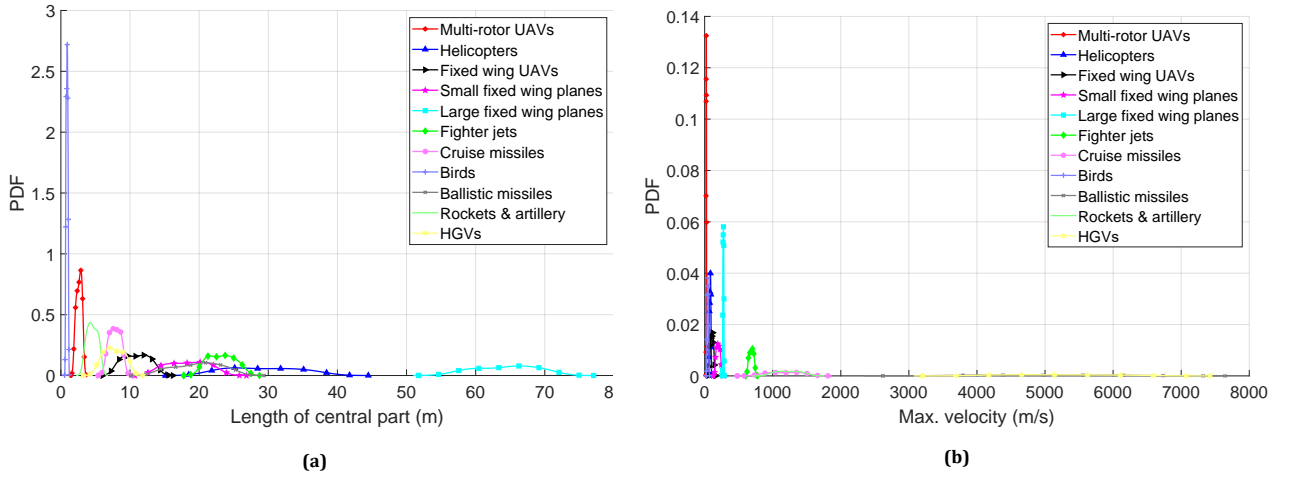 3
2.5
2
1.5
1
0.5
0
PDF
0 10 20 30 40 50 60 70 8
Length of central part (m)
Multi-rotor UAVs
Helicopters
Fixed wing UAVs
Small fixed wing planes
Large fixed wing planes
Fighter jets
Cruise missiles
Birds
Ballistic missiles
Rockets & artillery
HGVs
(a)
0.14
0.12
0.1
0.08
0.06
0.04
0.02
0
PDF
0 1000 2000 3000 4000 5000 6000 7000 8000
Max. velocity (m/s)
Multi-rotor UAVs
Helicopters
Fixed wing UAVs
Small fixed wing planes
Large fixed wing planes
Fighter jets
Cruise missiles
Birds
Ballistic missiles
Rockets & artillery
HGVs
(b)